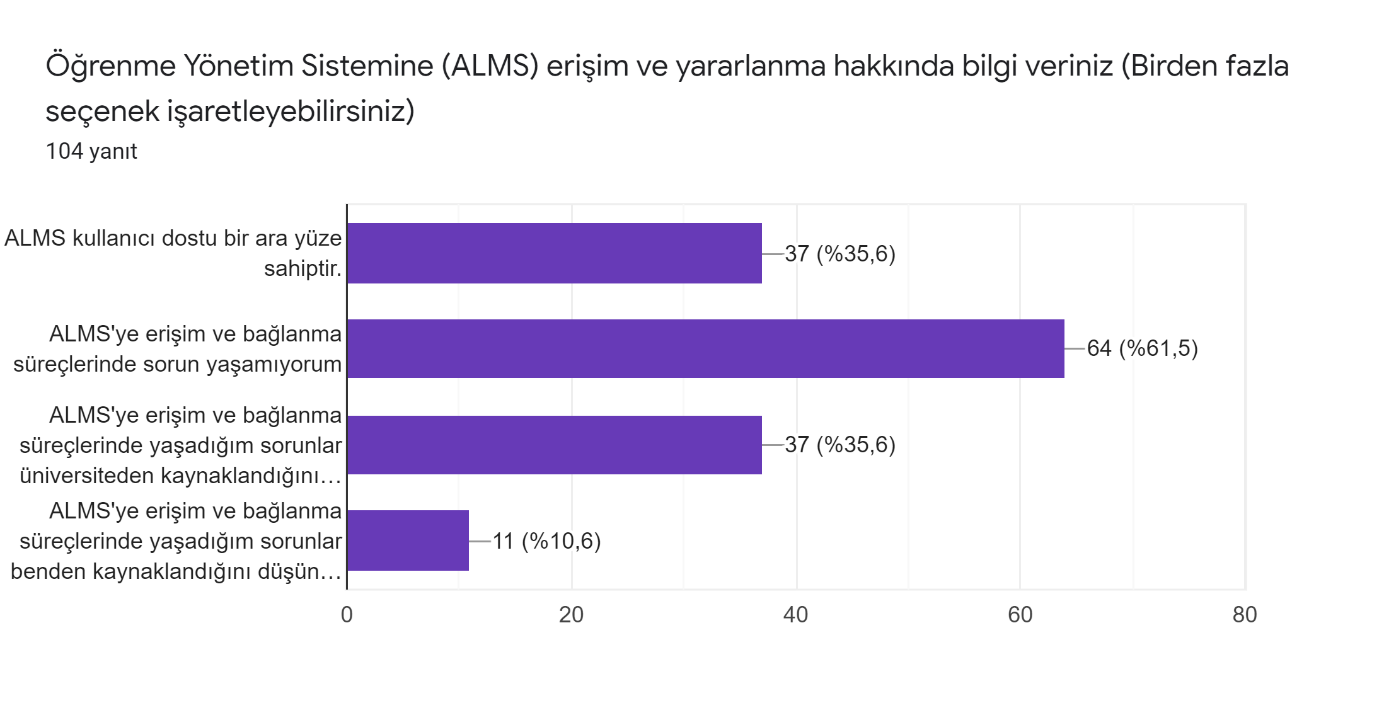 Öğrenme Yönetim Sistemine (ALMS) erişim ve yararlanma hakkında bilgi veriniz (Birden fazla
seçenek işaretleyebilirsiniz)
104 yanıt
ALMS kullanıcı dostu bir ara yüze
sahiptir.
37 (%35,6)
ALMS'ye erişim ve bağlanma
süreçlerinde sorun yaşamıyorum
64 (%61,5)
ALMS'ye erişim ve bağlanma
süreçlerinde yaşadığım sorunlar
üniversiteden kaynaklandığını…
37 (%35,6)
ALMS'ye erişim ve bağlanma
süreçlerinde yaşadığım sorunlar
benden kaynaklandığını düşün…
11 (%10,6)
0 20 40 60 80